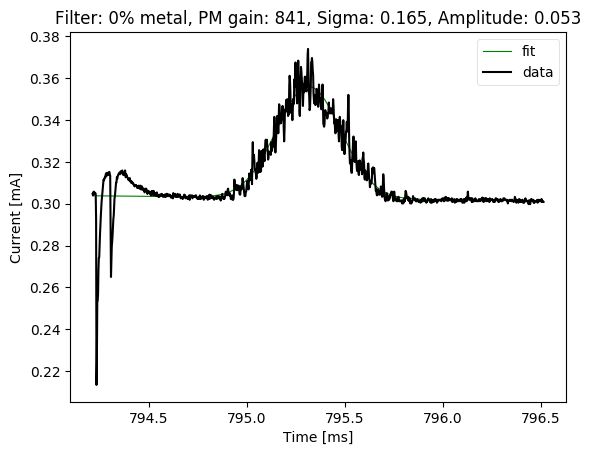 Filter: 0% metal, PM gain: 841, Sigma: 0.165, Amplitude: 0.053
0.38
fit
data
0.36
0.34
0.32
0.30
0.28
0.26
0.24
0.22
Current [mA]
794.5
795.0
795.5
796.0
796.5
Time [ms]